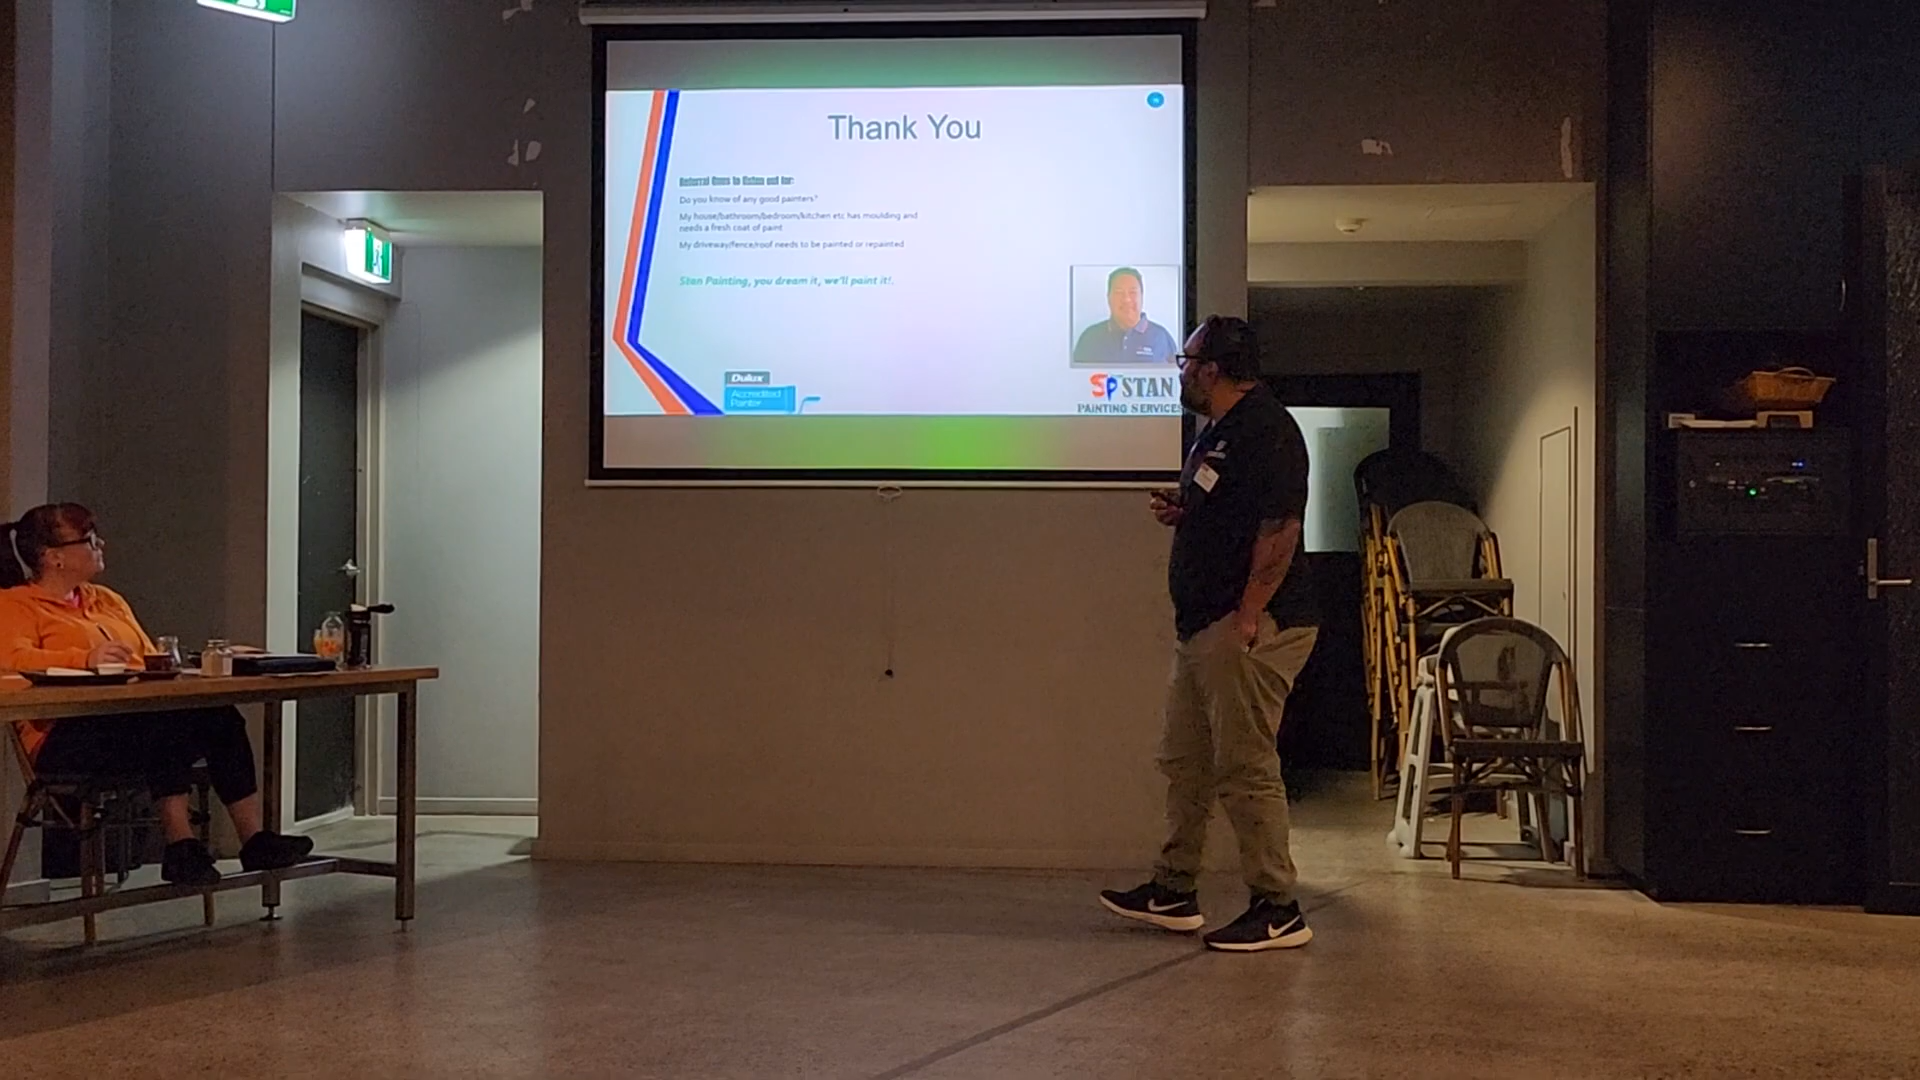 Thank You
Referral Ones to listen out for:
Do you know of any good painters?
My house/bathroom/bedroom/kitchen etc has moulding and
needs a fresh coat of paint
My driveway/fence/roof needs to be painted or repainted
Stan Painting, you dream it, we'll paint it!.
Dulux
Accredited
Painter
SP STAN
PAINTING SERVICES